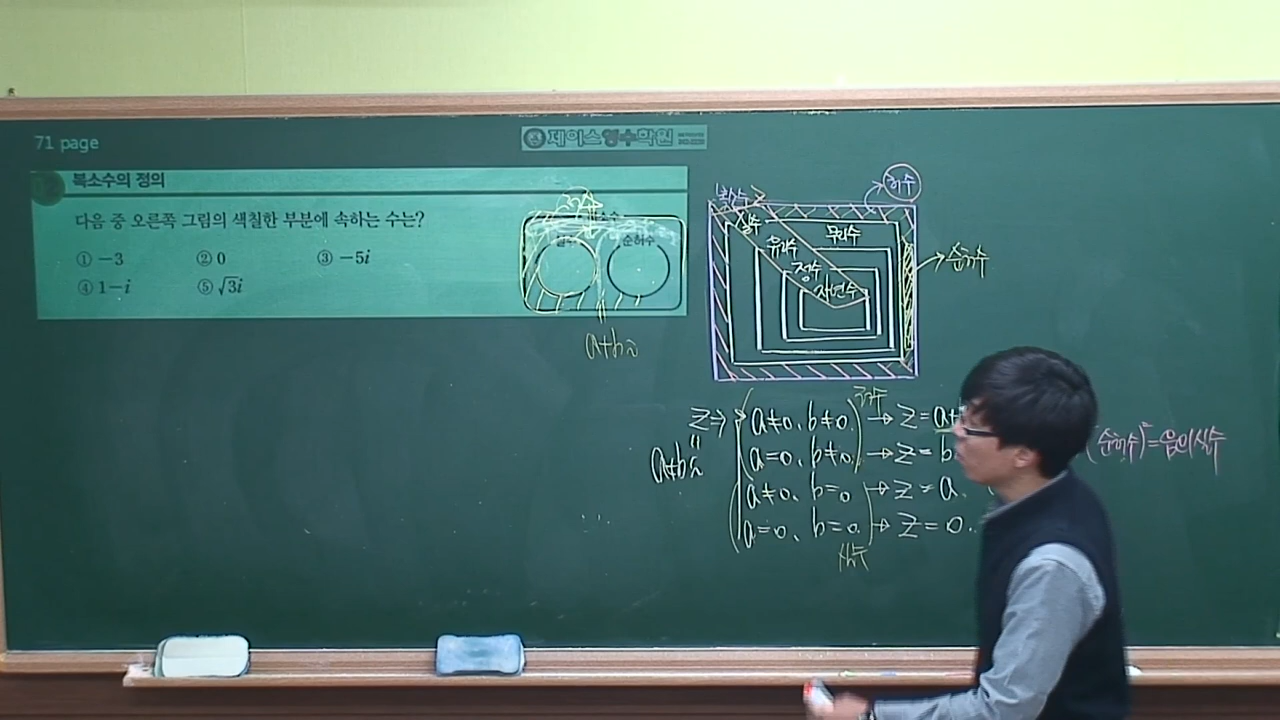 71 page
제이스영수학원
복소수의 정의
다음 중 오른쪽 그림의 색칠한 부분에 속하는 수는?
① -3 ② 0 ③ -5i
④ 1-i ⑤ √3i
실수 순허수
a+bi
복소수 z
허수
실수
무리수
유리수
정수
자연수
순허수
허수
z ⇒ a≠0, b≠0. → z = a+
a+bi
a=0, b≠0. → z = b
a≠0, b=0 → z = a.
a=0, b=0. → z = 0.
실수
(순허수)² = 음의실수